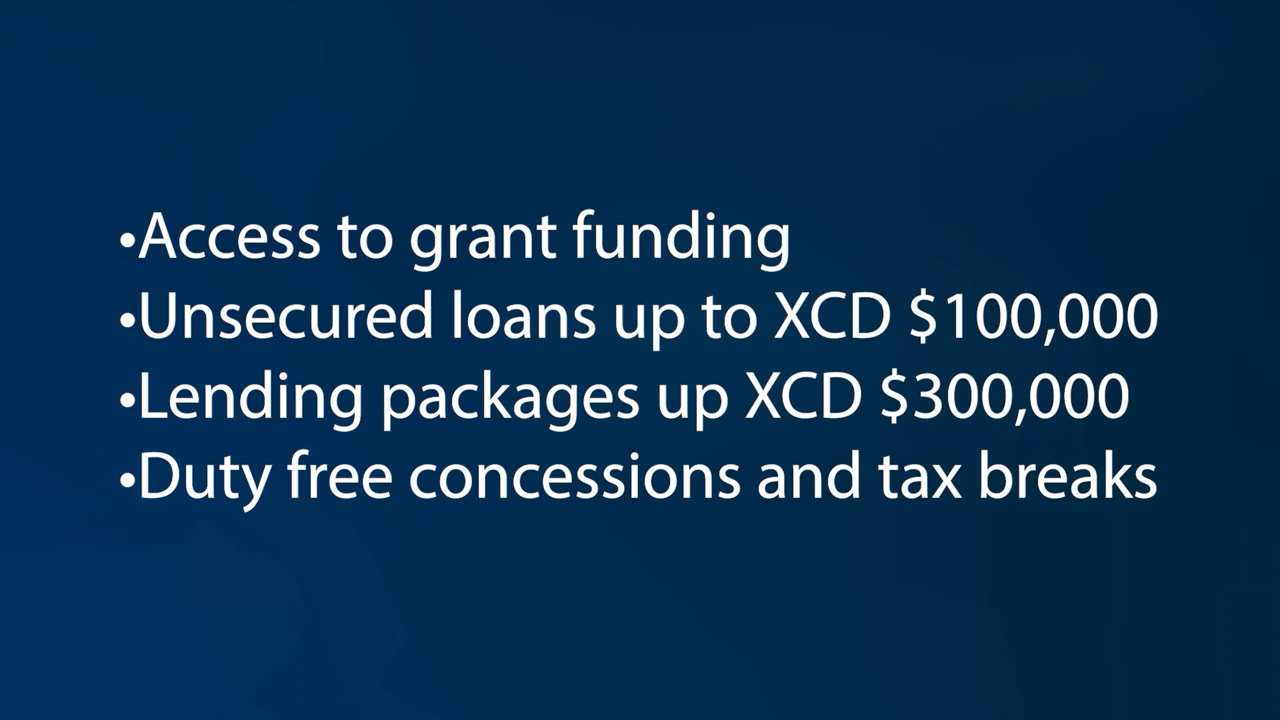 •Access to grant funding
•Unsecured loans up to XCD $100,000
•Lending packages up XCD $300,000
•Duty free concessions and tax breaks